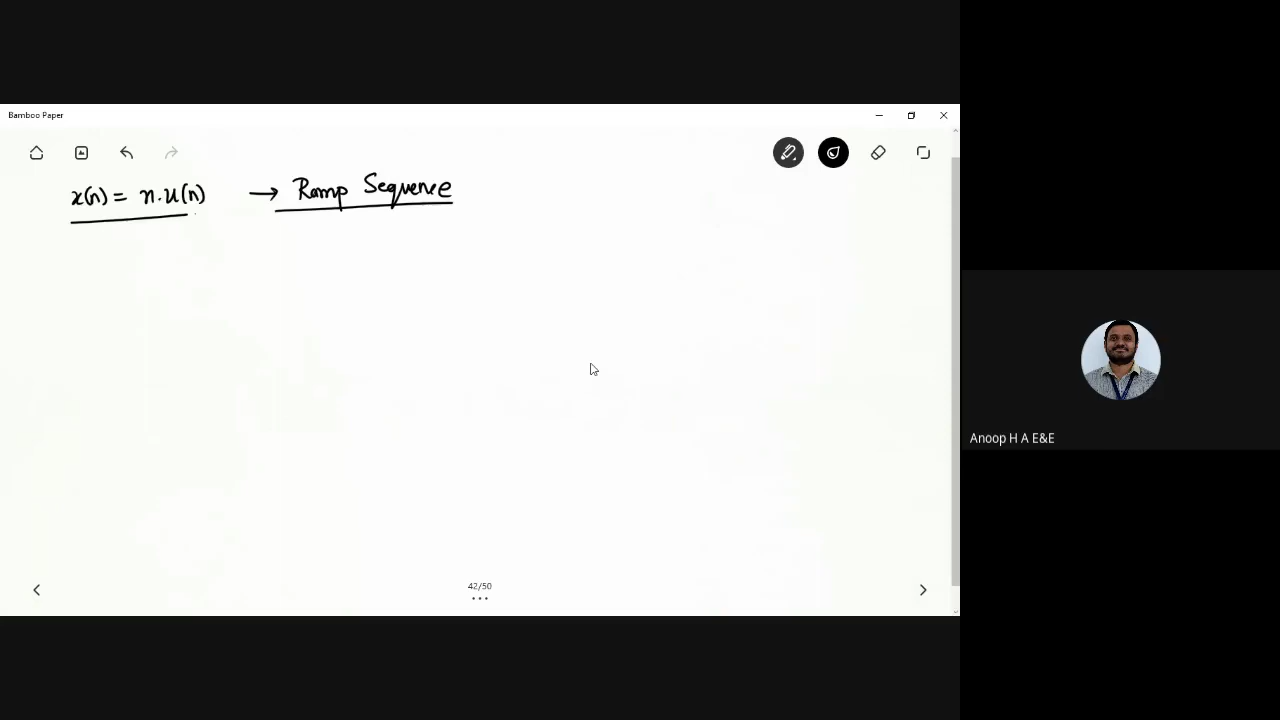 Bamboo Paper
x(n) = n.u(n) → Ramp Sequence
Anoop H A E&E
42/50